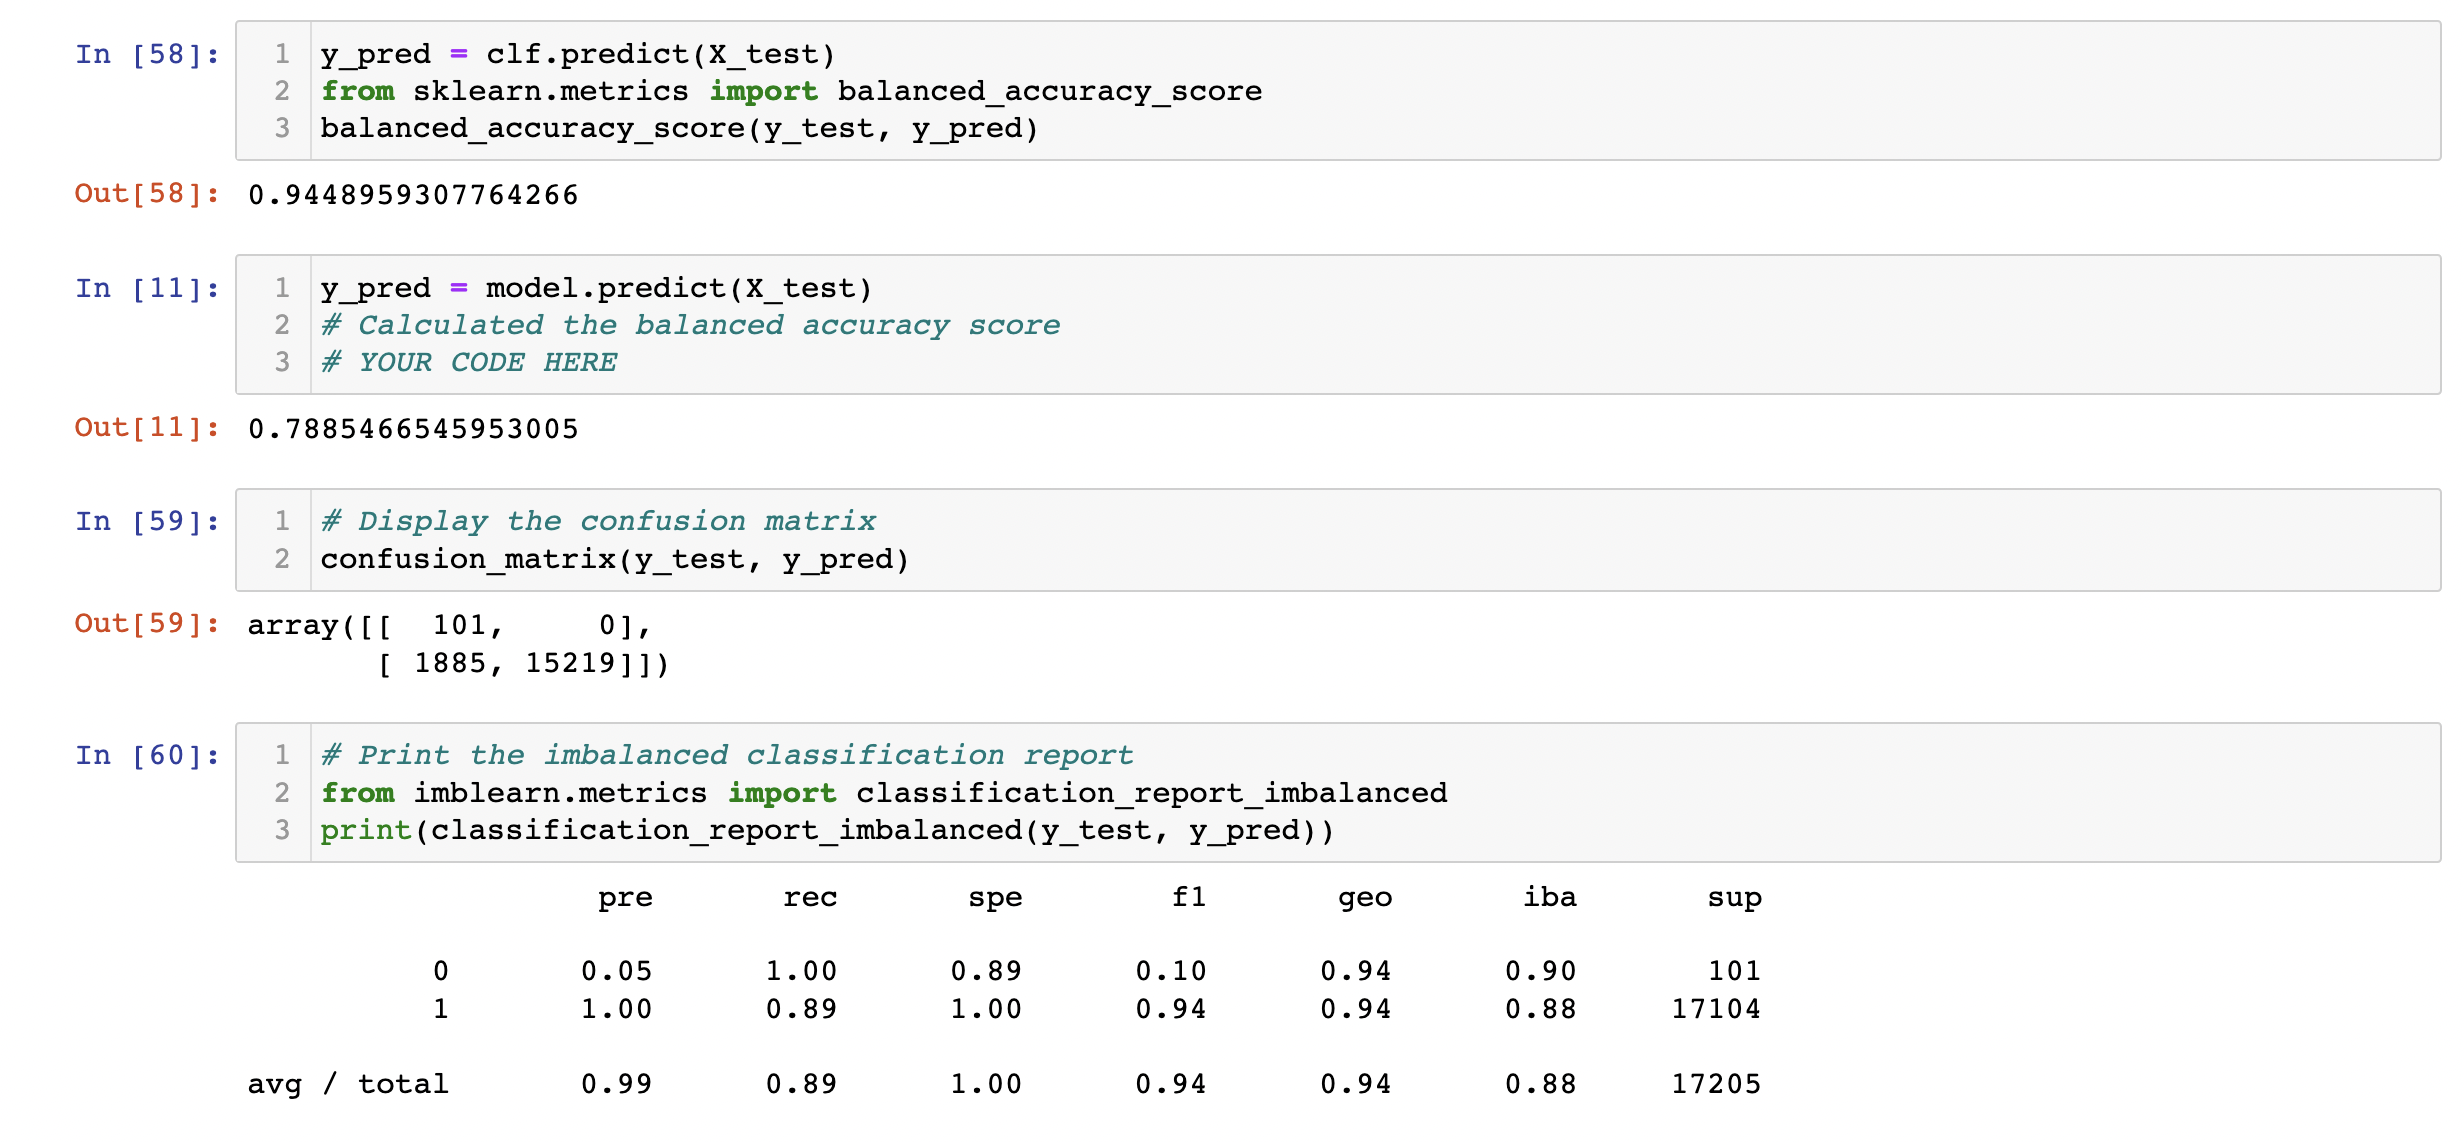 In [58]:
1 y_pred = clf.predict(X_test)
2 from sklearn.metrics import balanced_accuracy_score
3 balanced_accuracy_score(y_test, y_pred)
Out[58]: 0.9448959307764266
In [11]:
1 y_pred = model.predict(X_test)
2 # Calculated the balanced accuracy score
3 # YOUR CODE HERE
Out[11]: 0.7885466545953005
In [59]:
1 # Display the confusion matrix
2 confusion_matrix(y_test, y_pred)
Out[59]: array([[  101,     0],
       [ 1885, 15219]])
In [60]:
1 # Print the imbalanced classification report
2 from imblearn.metrics import classification_report_imbalanced
3 print(classification_report_imbalanced(y_test, y_pred))
pre rec spe f1 geo iba sup
0 0.05 1.00 0.89 0.10 0.94 0.90 101
1 1.00 0.89 1.00 0.94 0.94 0.88 17104
avg / total 0.99 0.89 1.00 0.94 0.94 0.88 17205